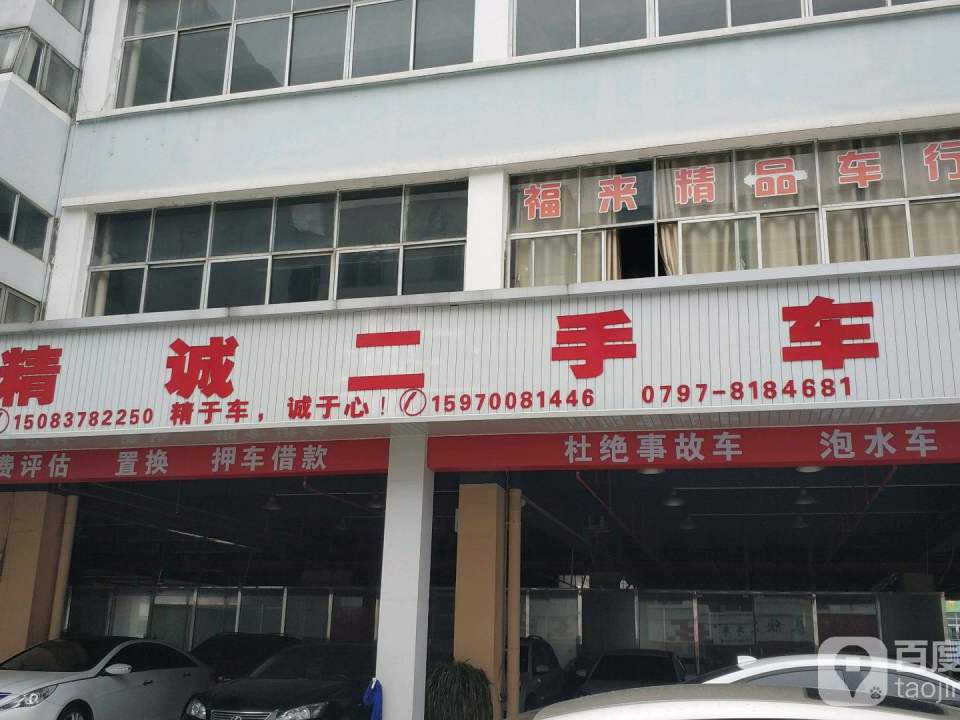 福来精品车行
精诚二手车
15083782250 精于车，诚于心！ 15970081446 0797-8184681
费评估 置换 押车借款
杜绝事故车 泡水车
百度
taojin